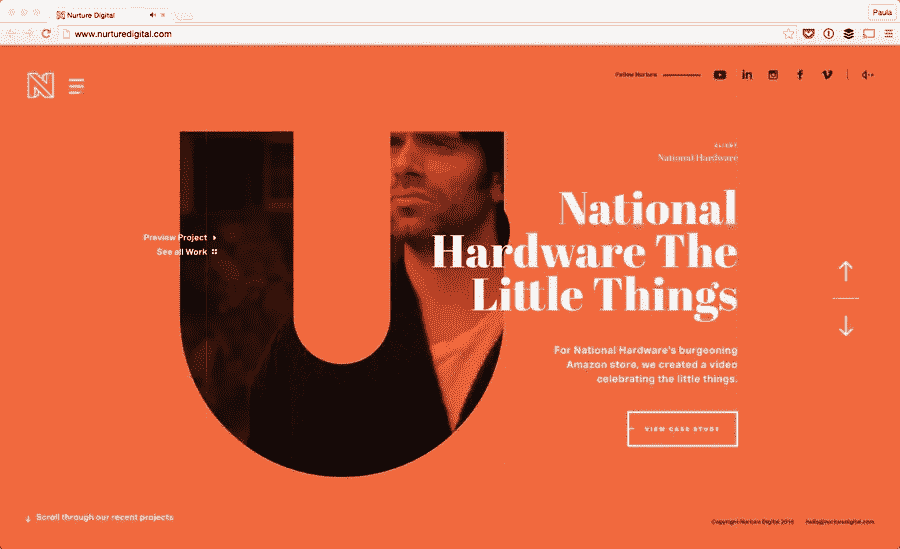 Nurture Digital
Paula
www.nurturedigital.com
N
Follow Nurture
CLIENT
National Hardware
National
Hardware The
Little Things
Preview Project
See all Work
For National Hardware's burgeoning
Amazon store, we created a video
celebrating the little things.
VIEW CASE STUDY
Scroll through our recent projects
Copyright Nurture Digital 2016 hello@nurturedigital.com